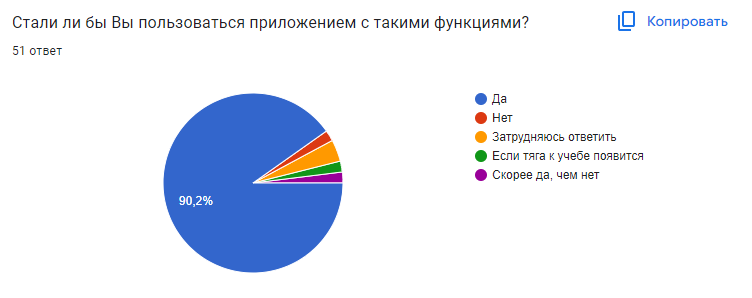 Стали ли бы Вы пользоваться приложением с такими функциями?
Копировать
51 ответ
Да
Нет
Затрудняюсь ответить
Если тяга к учебе появится
Скорее да, чем нет
90,2%